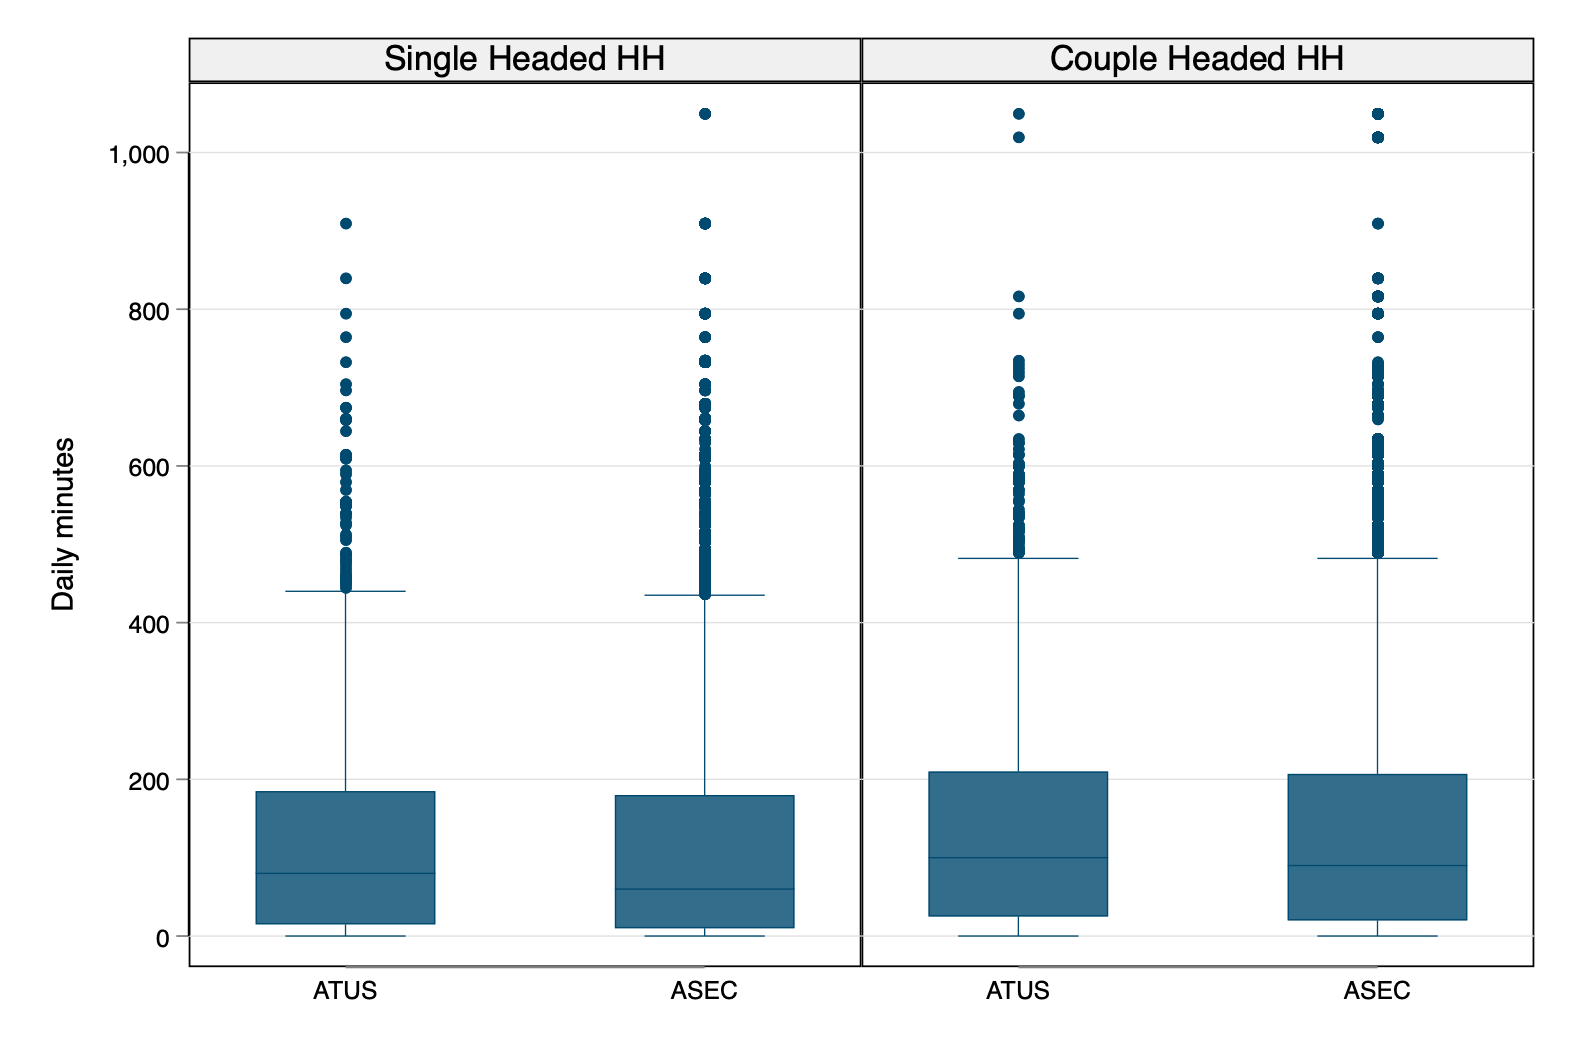 Single Headed HH
Couple Headed HH
Daily minutes
1,000
800
600
400
200
0
ATUS
ASEC
ATUS
ASEC